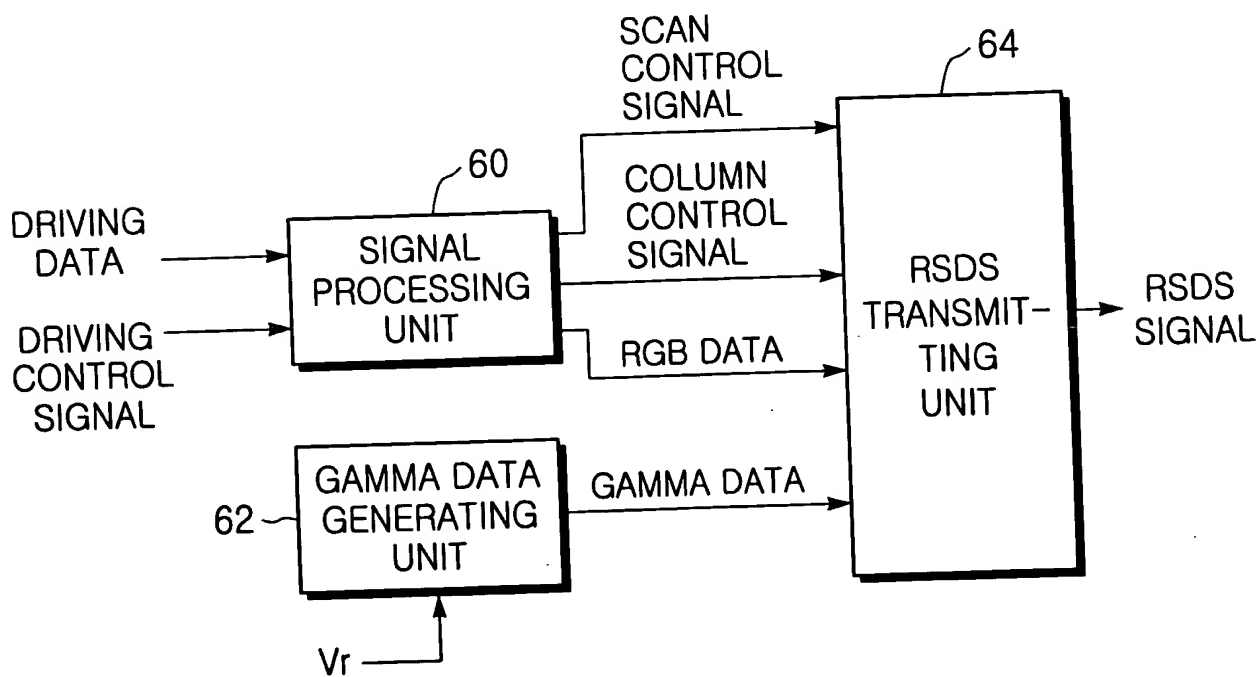 SCAN
CONTROL
SIGNAL
64
60
COLUMN
CONTROL
SIGNAL
DRIVING
DATA
SIGNAL
PROCESSING
UNIT
RSDS
TRANSMIT-
TING
UNIT
RSDS
SIGNAL
DRIVING
CONTROL
SIGNAL
RGB DATA
62
GAMMA DATA
GENERATING
UNIT
GAMMA DATA
Vr